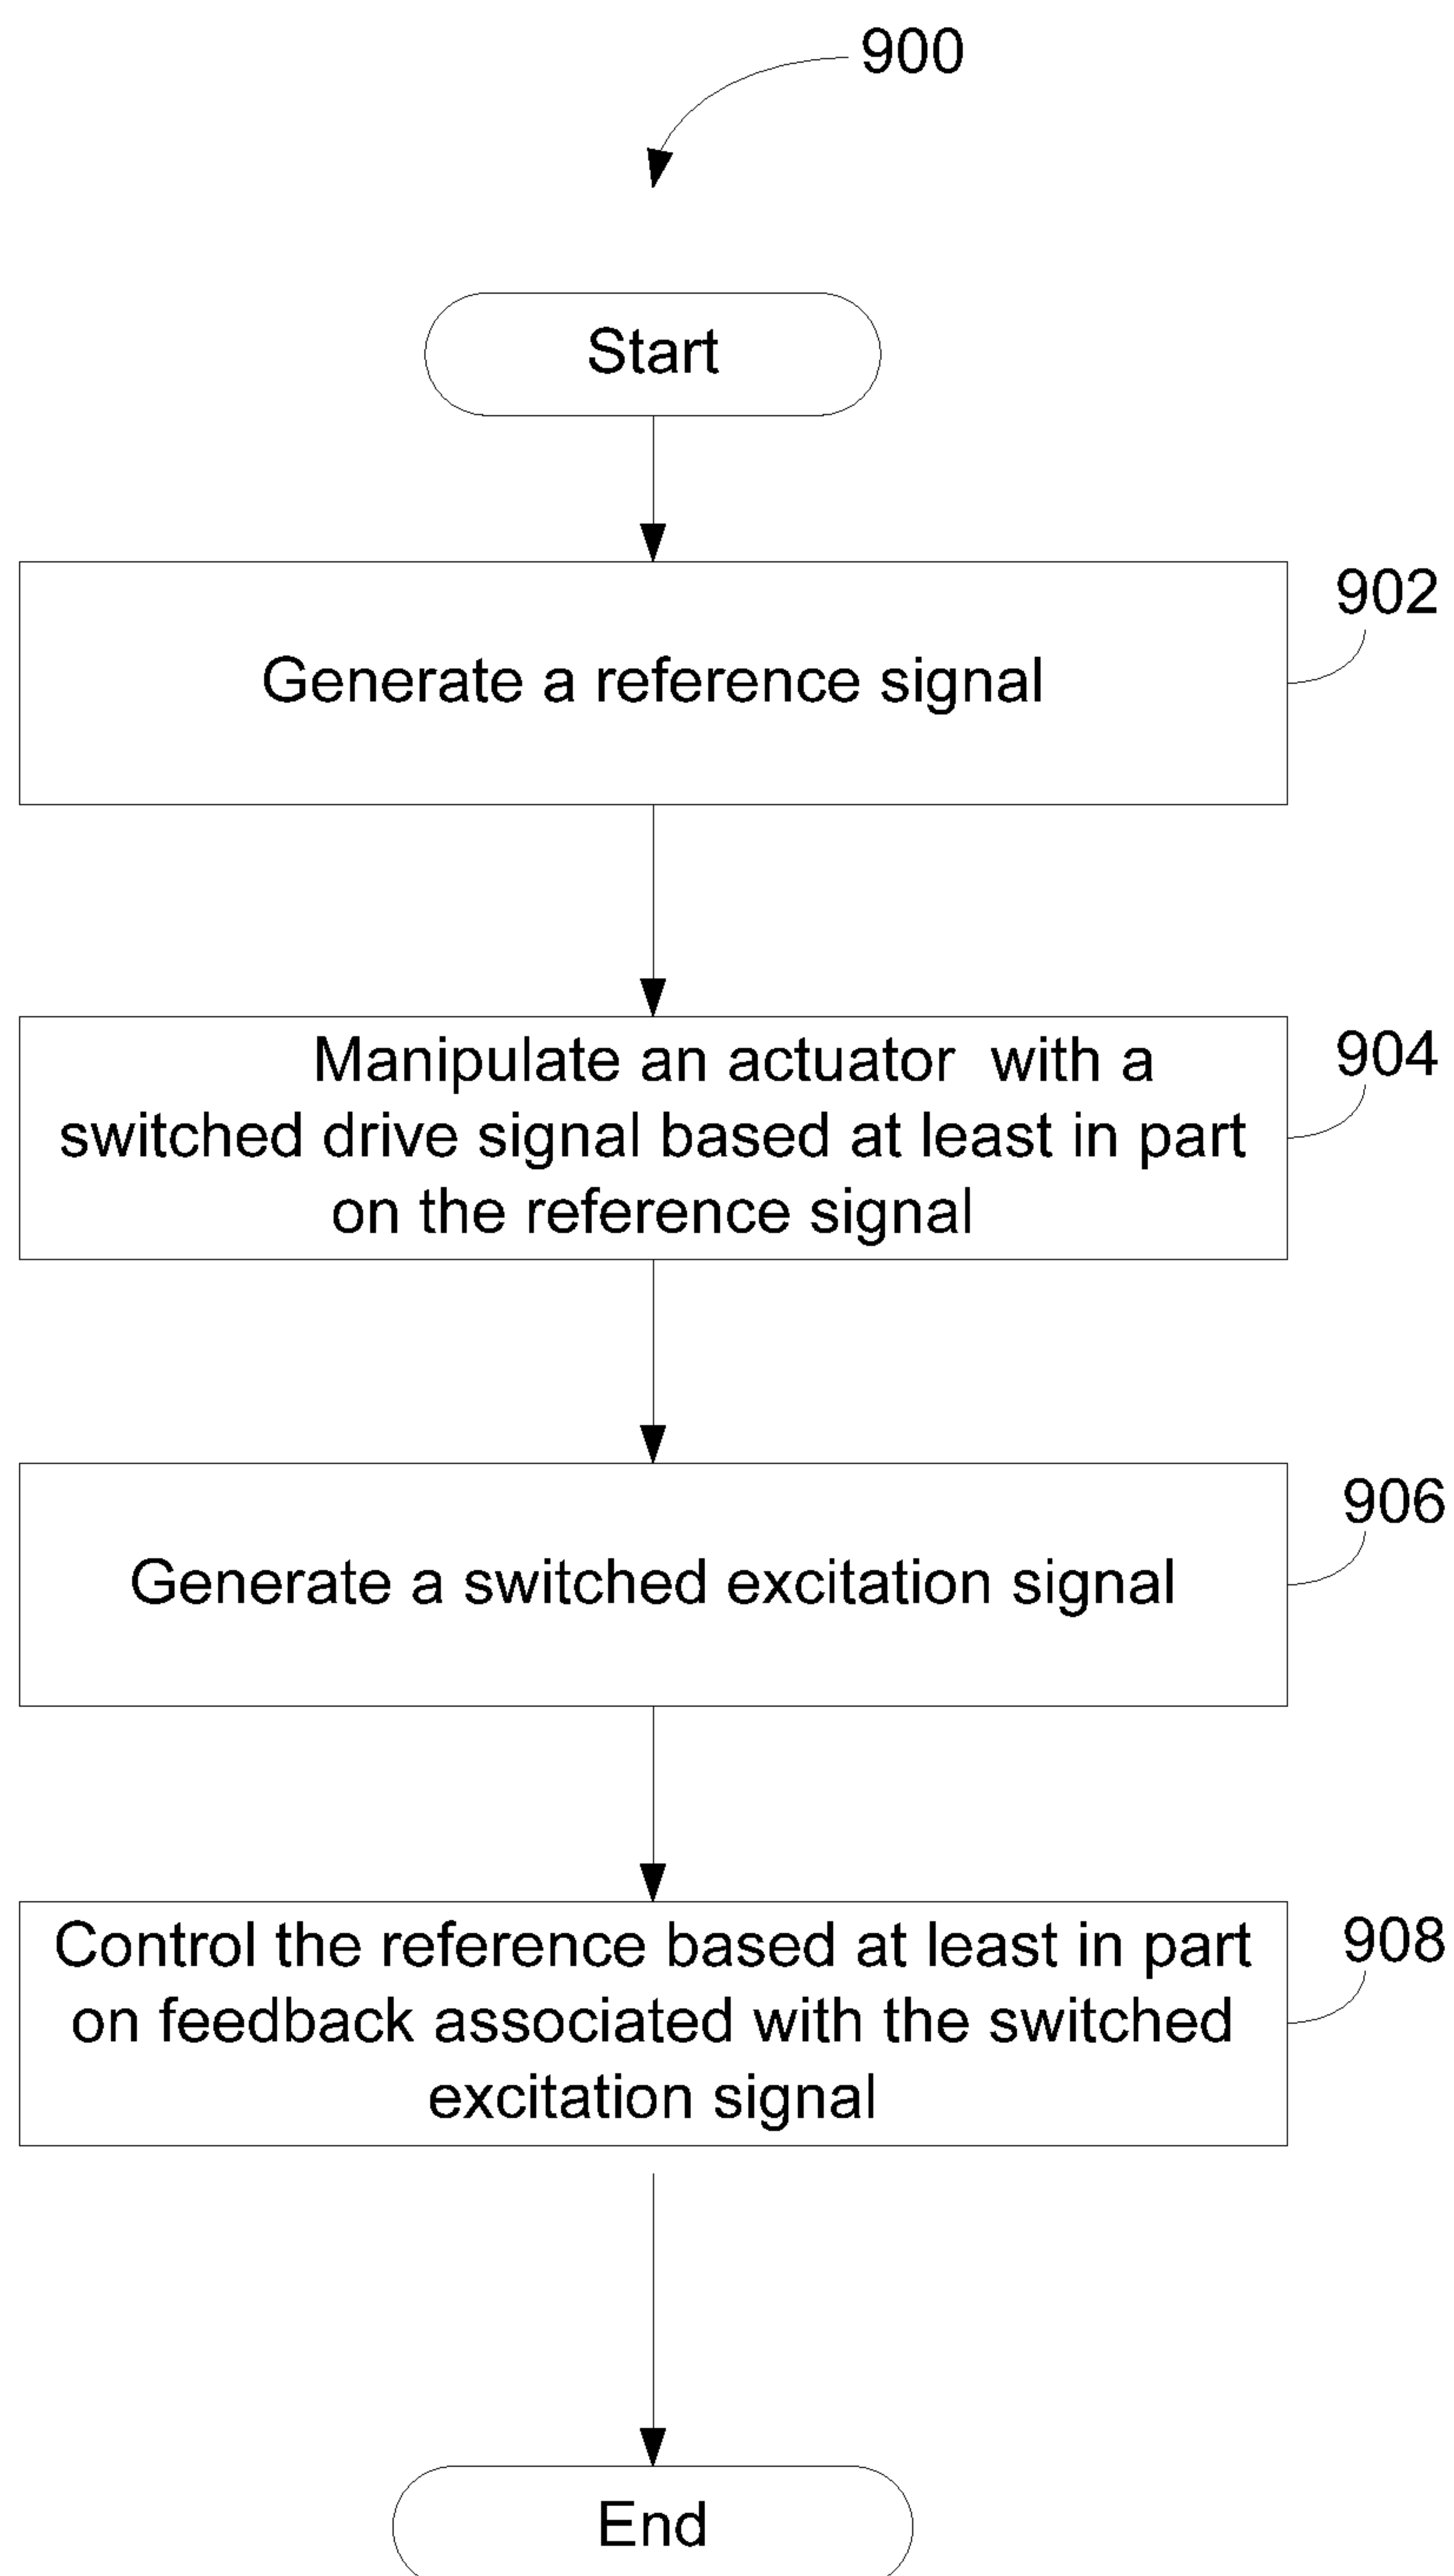 900
Start
902
Generate a reference signal
904
Manipulate an actuator with a
switched drive signal based at least in part
on the reference signal
906
Generate a switched excitation signal
908
Control the reference based at least in part
on feedback associated with the switched
excitation signal
End